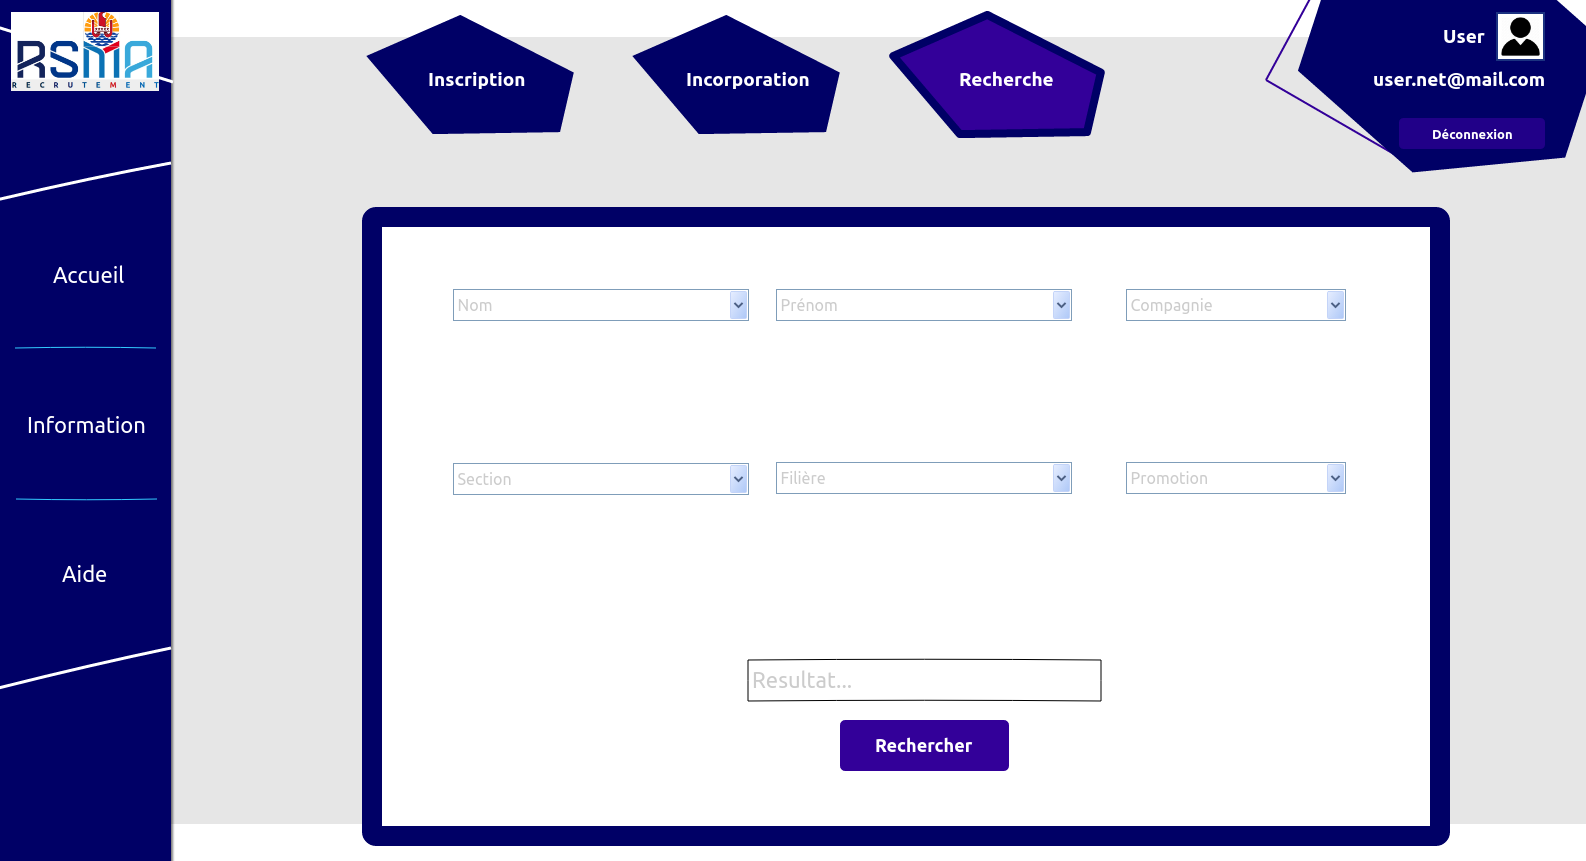 RSMA
RECRUTEMENT
Accueil
Information
Aide
Inscription
Incorporation
Recherche
User
user.net@mail.com
Déconnexion
Nom
Prénom
Compagnie
Section
Filière
Promotion
Resultat...
Rechercher